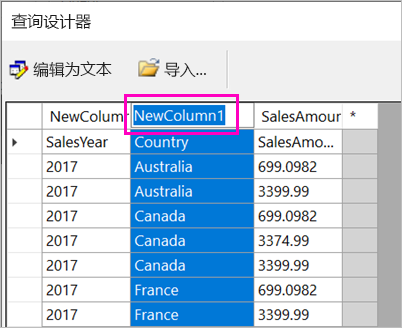 查询设计器
编辑为文本 导入...
NewColumn NewColumn1 SalesAmoun *
SalesYear Country SalesAmo...
2017 Australia 699.0982
2017 Australia 3399.99
2017 Canada 699.0982
2017 Canada 3374.99
2017 Canada 3399.99
2017 France 699.0982
2017 France 3399.99